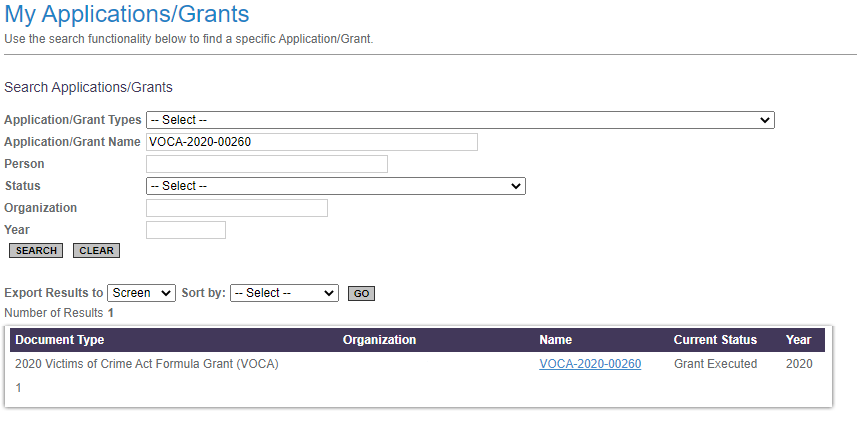 My Applications/Grants
Use the search functionality below to find a specific Application/Grant.
Search Applications/Grants
Application/Grant Types -- Select --
Application/Grant Name VOCA-2020-00260
Person
Status -- Select --
Organization
Year
SEARCH CLEAR
Export Results to Screen Sort by: -- Select -- GO
Number of Results 1
Document Type Organization Name Current Status Year
2020 Victims of Crime Act Formula Grant (VOCA) VOCA-2020-00260 Grant Executed 2020
1